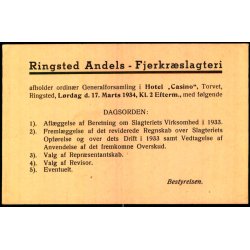 Ringsted Andels - Fjerkræslagteri
afholder ordinær Generalforsamling i Hotel „Casino“, Torvet,
Ringsted, Lørdag d. 17. Marts 1934, Kl. 2 Efterm., med følgende
DAGSORDEN:
1). Aflæggelse af Beretning om Slagteriets Virksomhed i 1933.
2). Fremlæggelse af det reviderede Regnskab over Slagteriets
Opførelse og over dets Drift i 1933 samt Vedtagelse af
Anvendelse af det fremkomne Overskud.
3). Valg af Repræsentantskab.
4). Valg af Revisor.
5). Eventuelt.
Bestyrelsen.